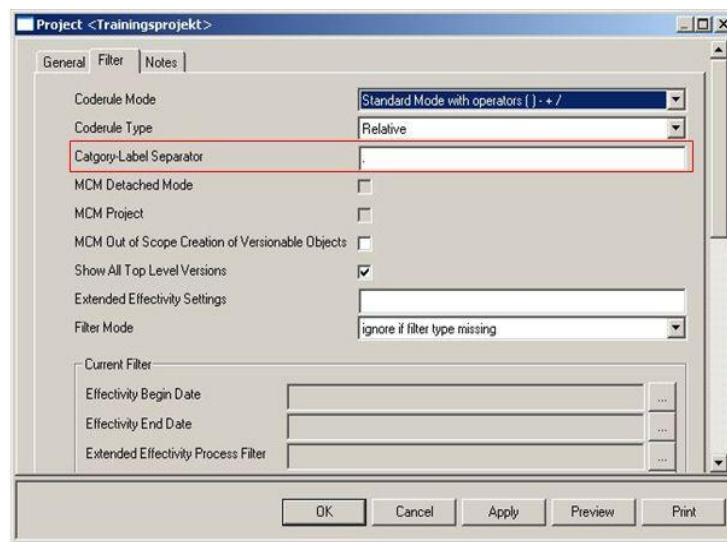 Project <Trainingsprojekt>
General Filter Notes
Coderule Mode Standard Mode with operators ( ) - + /
Coderule Type Relative
Catgory-Label Separator .
MCM Detached Mode
MCM Project
MCM Out of Scope Creation of Versionable Objects
Show All Top Level Versions
Extended Effectivity Settings
Filter Mode ignore if filter type missing
Current Filter
Effectivity Begin Date ...
Effectivity End Date ...
Extended Effectivity Process Filter ...
OK Cancel Apply Preview Print